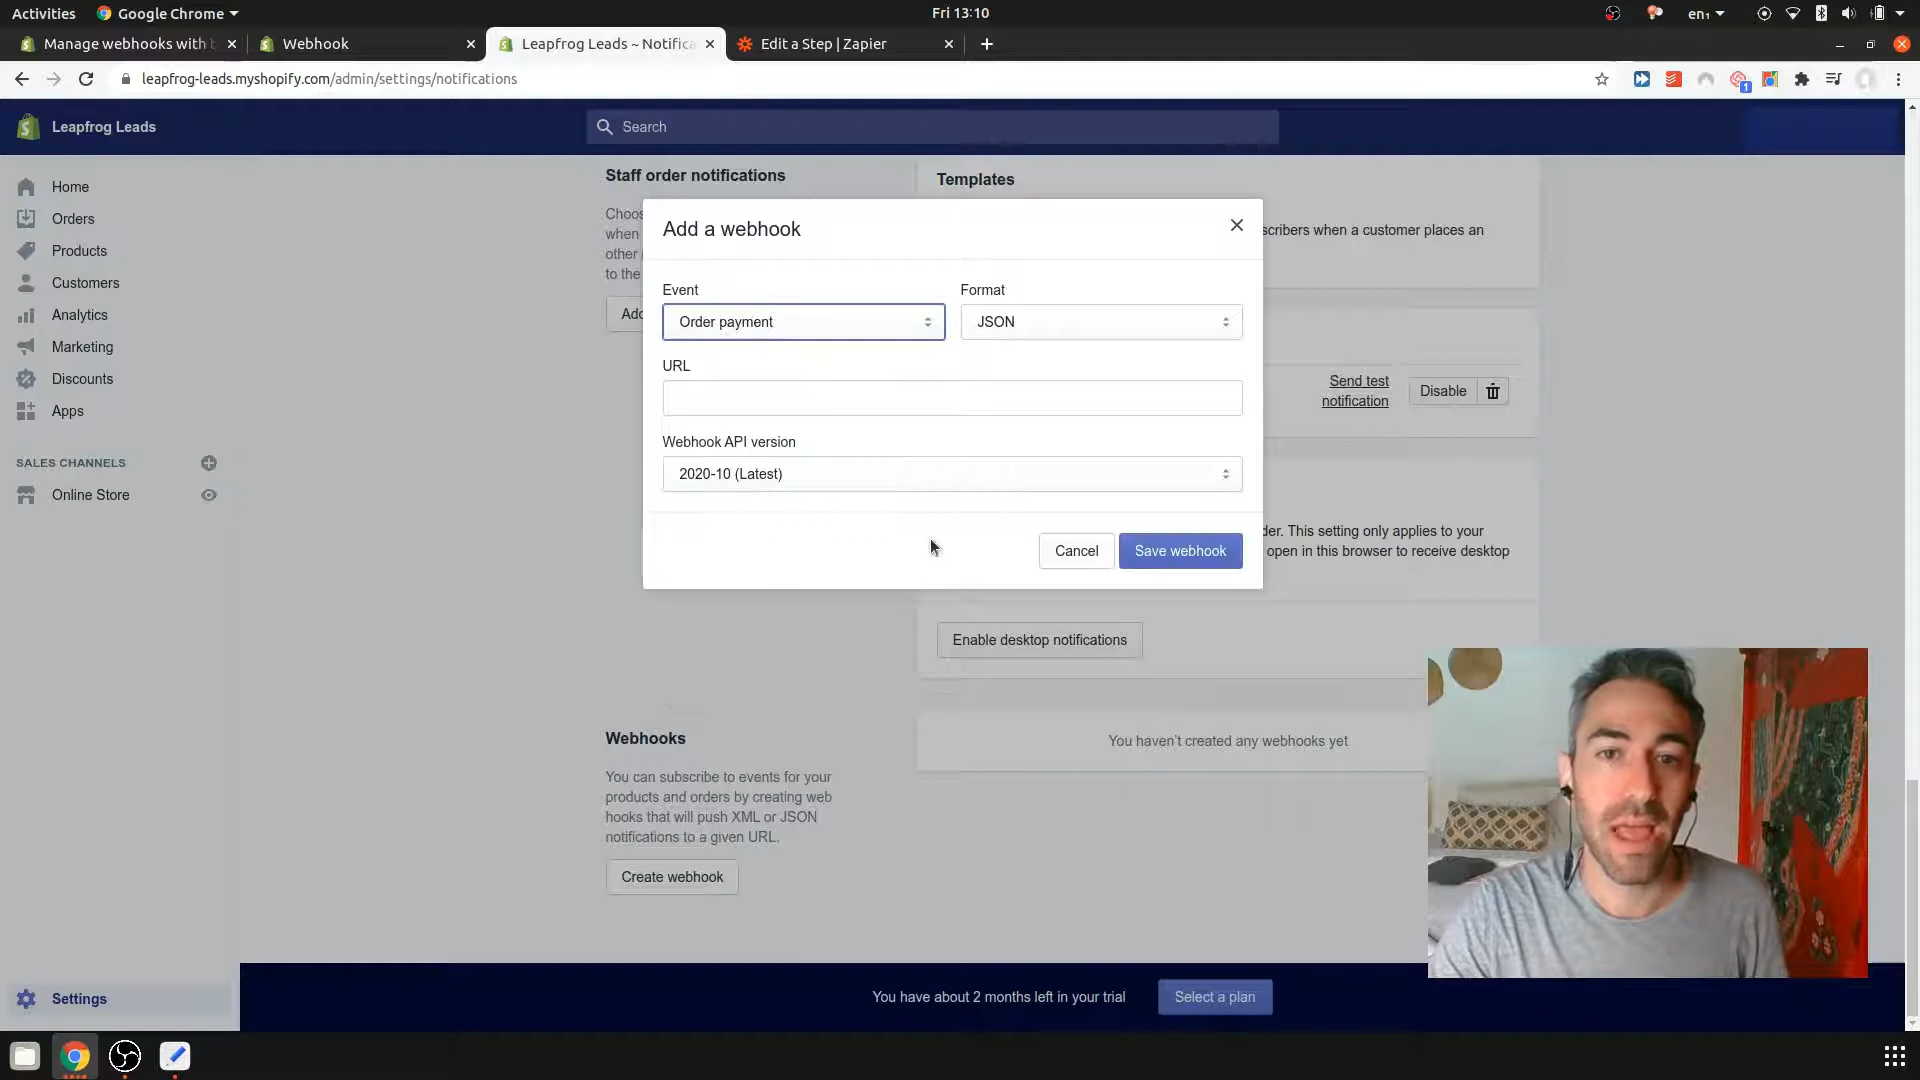 Activities
Google Chrome
Fri 13:10
en₁
Manage webhooks with t
Webhook
Leapfrog Leads ~ Notifica
Edit a Step | Zapier
leapfrog-leads.myshopify.com/admin/settings/notifications
1
Leapfrog Leads
Search
Home
Orders
Products
Customers
Analytics
Marketing
Discounts
Apps
SALES CHANNELS
Online Store
Settings
Staff order notifications
Choos
when
other
to the
Add
Templates
scribers when a customer places an
Send test
notification
Disable
Add a webhook
Event
Format
Order payment
JSON
URL
Webhook API version
2020-10 (Latest)
Cancel
Save webhook
der. This setting only applies to your
open in this browser to receive desktop
Enable desktop notifications
Webhooks
You can subscribe to events for your
products and orders by creating web
hooks that will push XML or JSON
notifications to a given URL.
Create webhook
You haven't created any webhooks yet
You have about 2 months left in your trial
Select a plan